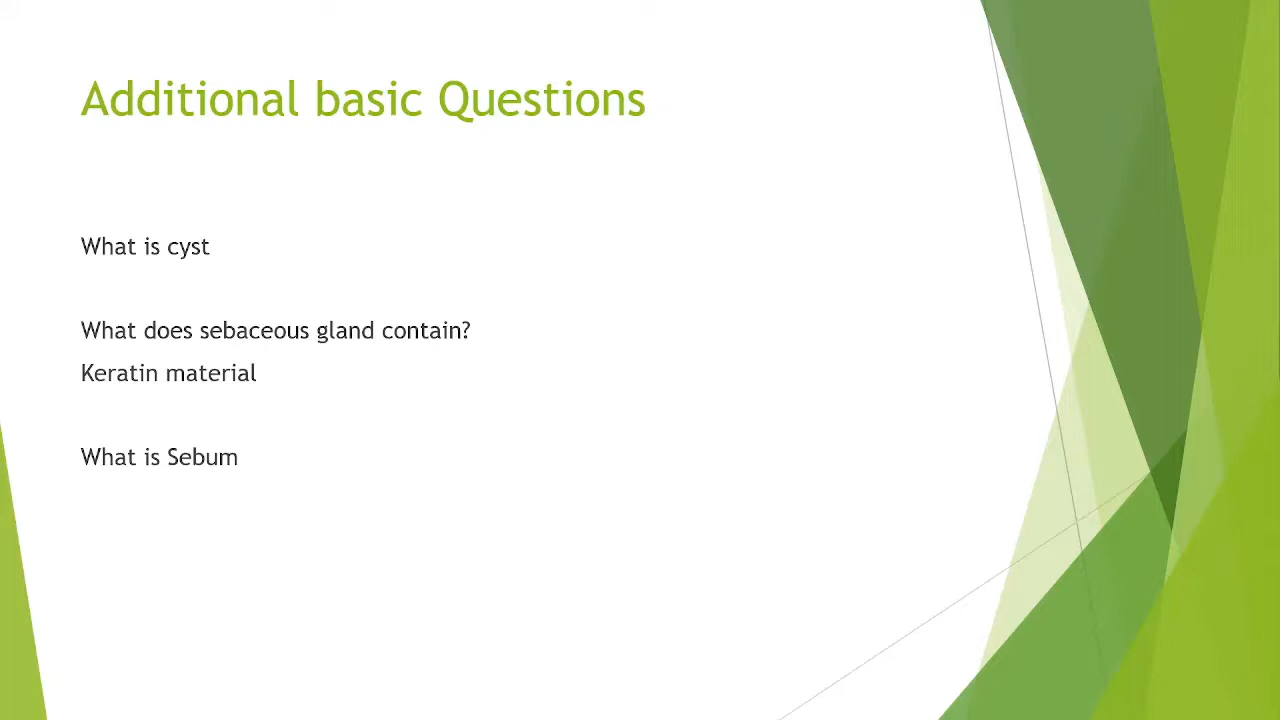 Additional basic Questions
What is cyst
What does sebaceous gland contain?
Keratin material
What is Sebum